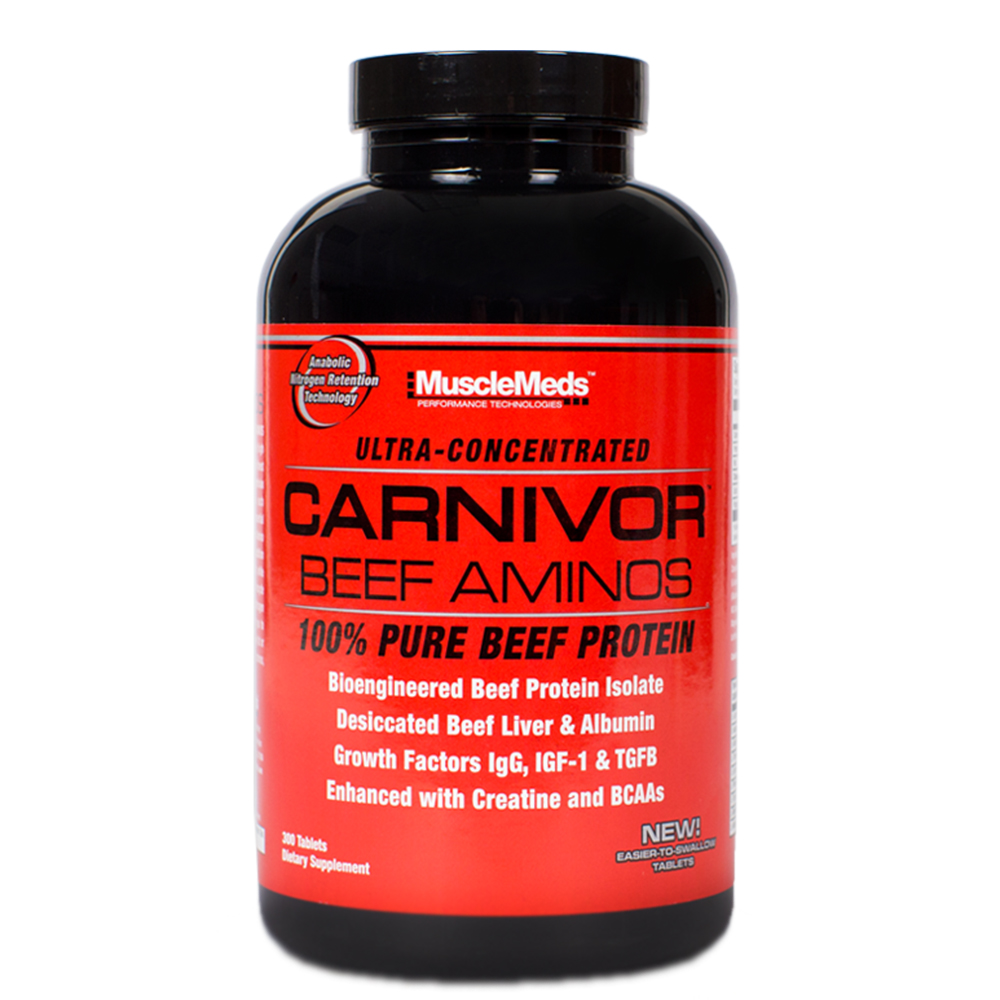 Anabolic
Nitrogen Retention
Technology
MuscleMeds™
PERFORMANCE TECHNOLOGIES
ULTRA-CONCENTRATED
CARNIVOR™
BEEF AMINOS
100% PURE BEEF PROTEIN
Bioengineered Beef Protein Isolate
Desiccated Beef Liver & Albumin
Growth Factors IgG, IGF-1 & TGFB
Enhanced with Creatine and BCAAs
300 Tablets
Dietary Supplement
NEW!
EASIER-TO-SWALLOW
TABLETS